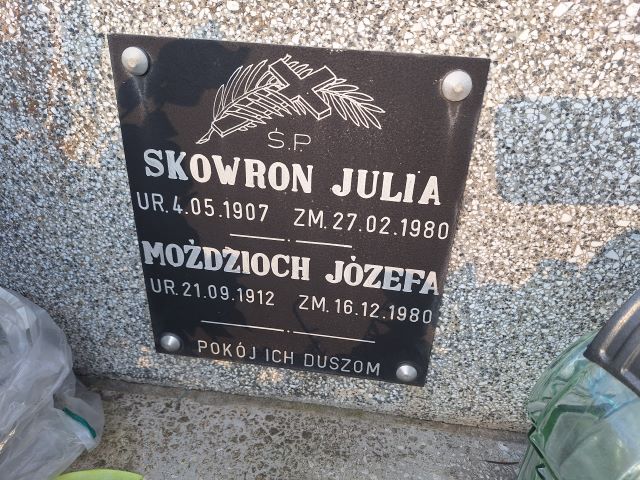 Ś.P.
SKOWRON JULIA
UR. 4.05.1907 ZM. 27.02.1980
MOŹDŹIOCH JÓZEFA
UR. 21.09.1912 ZM. 16.12.1980
POKÓJ ICH DUSZOM